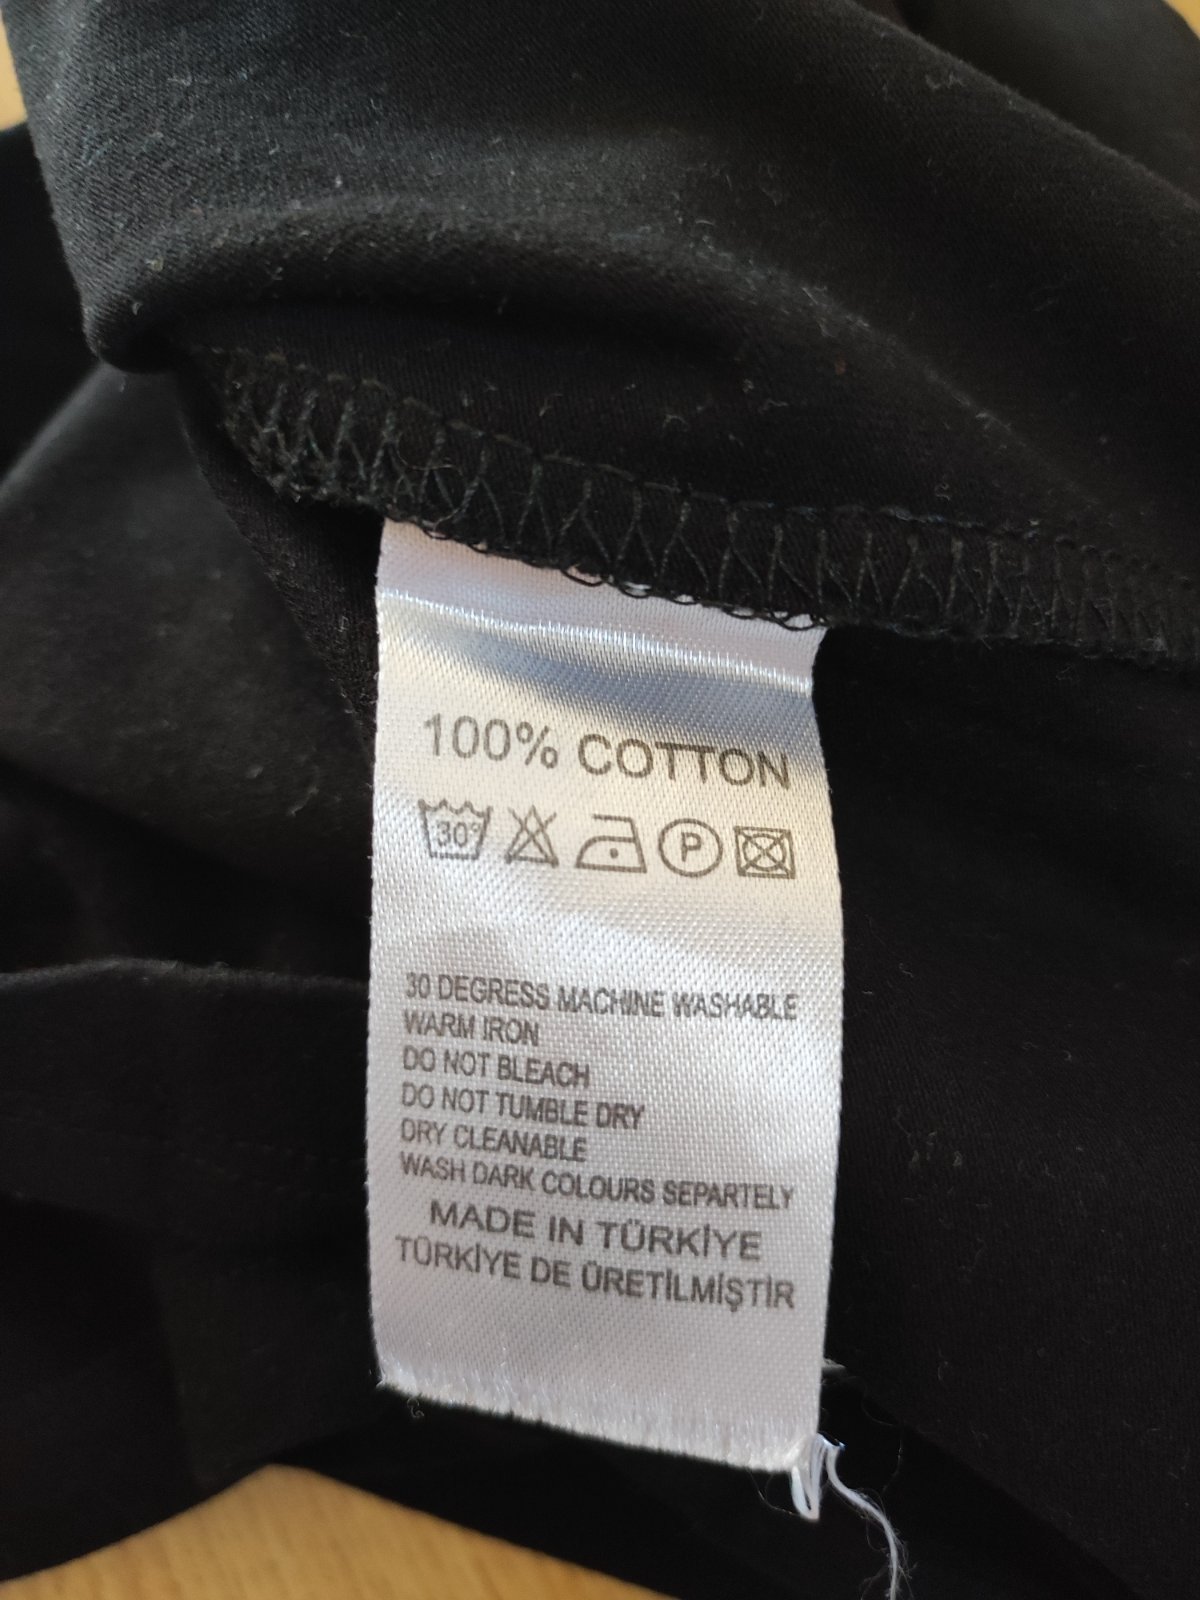 100% COTTON
30°
P
30 DEGRESS MACHINE WASHABLE
WARM IRON
DO NOT BLEACH
DO NOT TUMBLE DRY
DRY CLEANABLE
WASH DARK COLOURS SEPARTELY
MADE IN TÜRKİYE
TÜRKİYE DE ÜRETİLMİŞTİR